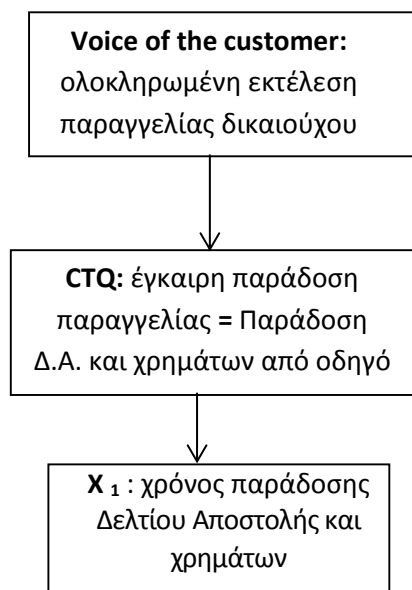 Voice of the customer:
ολοκληρωμένη εκτέλεση
παραγγελίας δικαιούχου
CTQ: έγκαιρη παράδοση
παραγγελίας = Παράδοση
Δ.Α. και χρημάτων από οδηγό
X 1 : χρόνος παράδοσης
Δελτίου Αποστολής και
χρημάτων